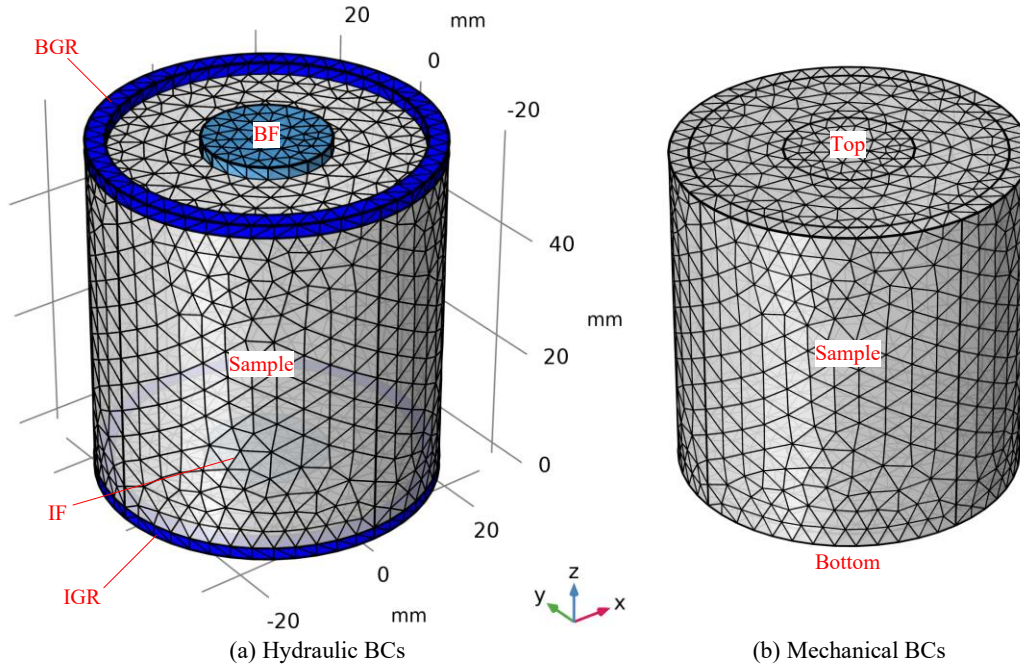 20
mm
BGR
0
-20
BF
Top
40
mm
Sample
20
Sample
0
IF
20
IGR
0
Bottom
mm
-20
z
y
x
(a) Hydraulic BCs
(b) Mechanical BCs